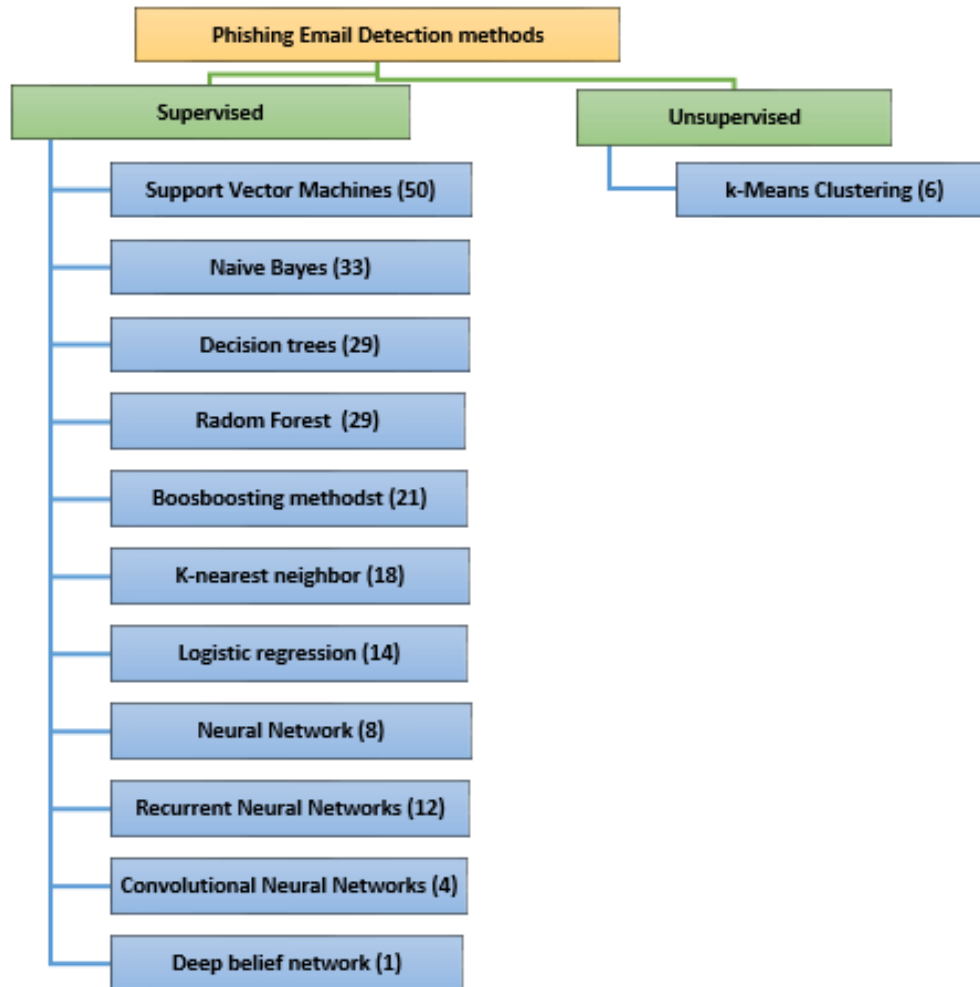 Phishing Email Detection methods
Supervised
Unsupervised
Support Vector Machines (50)
k-Means Clustering (6)
Naive Bayes (33)
Decision trees (29)
Radom Forest (29)
Boosboosting methodst (21)
K-nearest neighbor (18)
Logistic regression (14)
Neural Network (8)
Recurrent Neural Networks (12)
Convolutional Neural Networks (4)
Deep belief network (1)